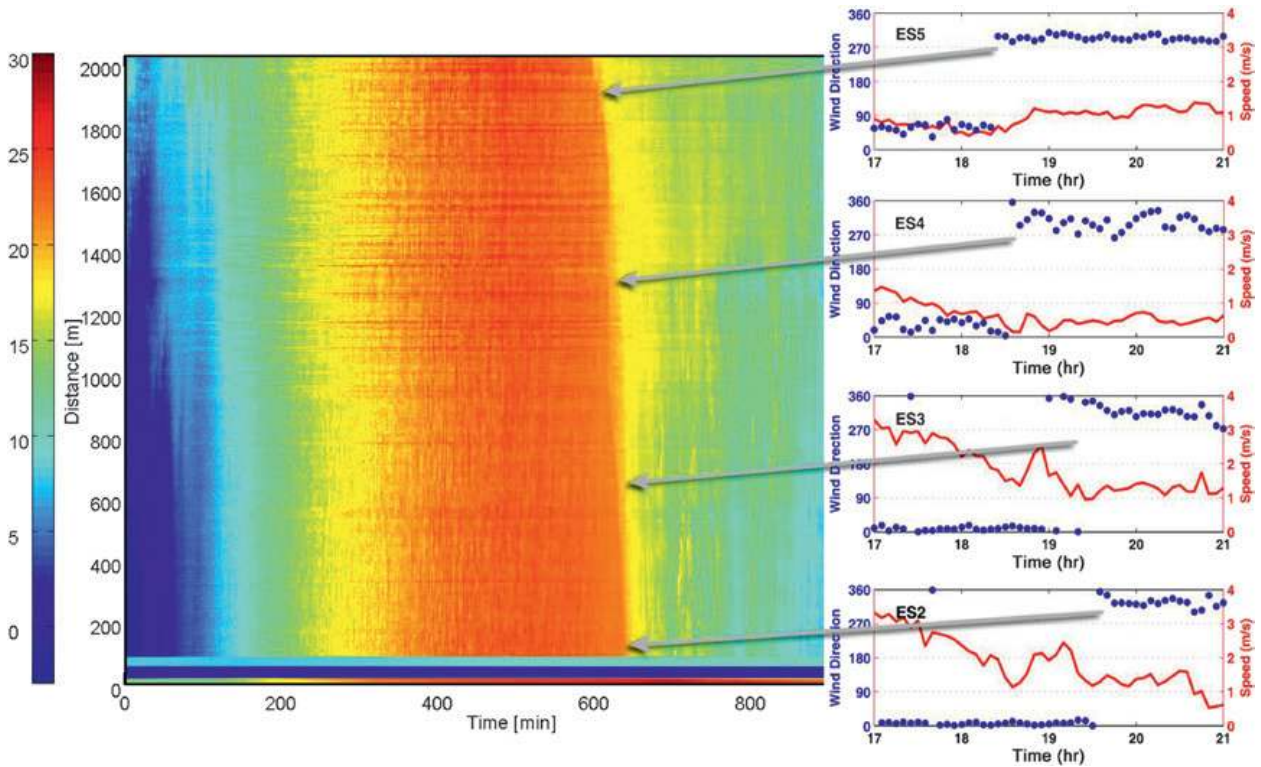 30
25
20
15
10
5
0
2000
1800
1600
1400
1200
1000
800
600
400
200
0
Distance [m]
0 200 400 600 800
Time [min]
ES5
360
270
180
90
0
Wind Direction
4
3
2
1
0
Speed (m/s)
17 18 19 20 21
Time (hr)
ES4
360
270
180
90
0
Wind Direction
4
3
2
1
0
Speed (m/s)
17 18 19 20 21
Time (hr)
ES3
360
270
180
90
0
Wind Direction
4
3
2
1
0
Speed (m/s)
17 18 19 20 21
Time (hr)
ES2
360
270
180
90
0
Wind Direction
4
3
2
1
0
Speed (m/s)
17 18 19 20 21
Time (hr)